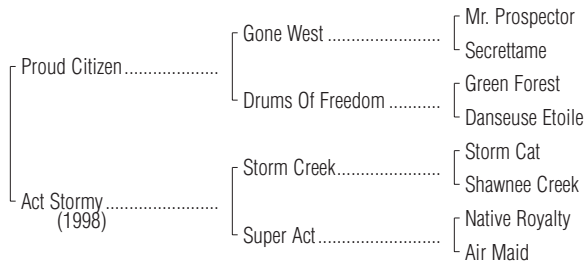 Mr. Prospector
Gone West
Secrettame
Proud Citizen
Green Forest
Drums Of Freedom
Danseuse Etoile
Storm Cat
Storm Creek
Shawnee Creek
Act Stormy
(1998)
Native Royalty
Super Act
Air Maid